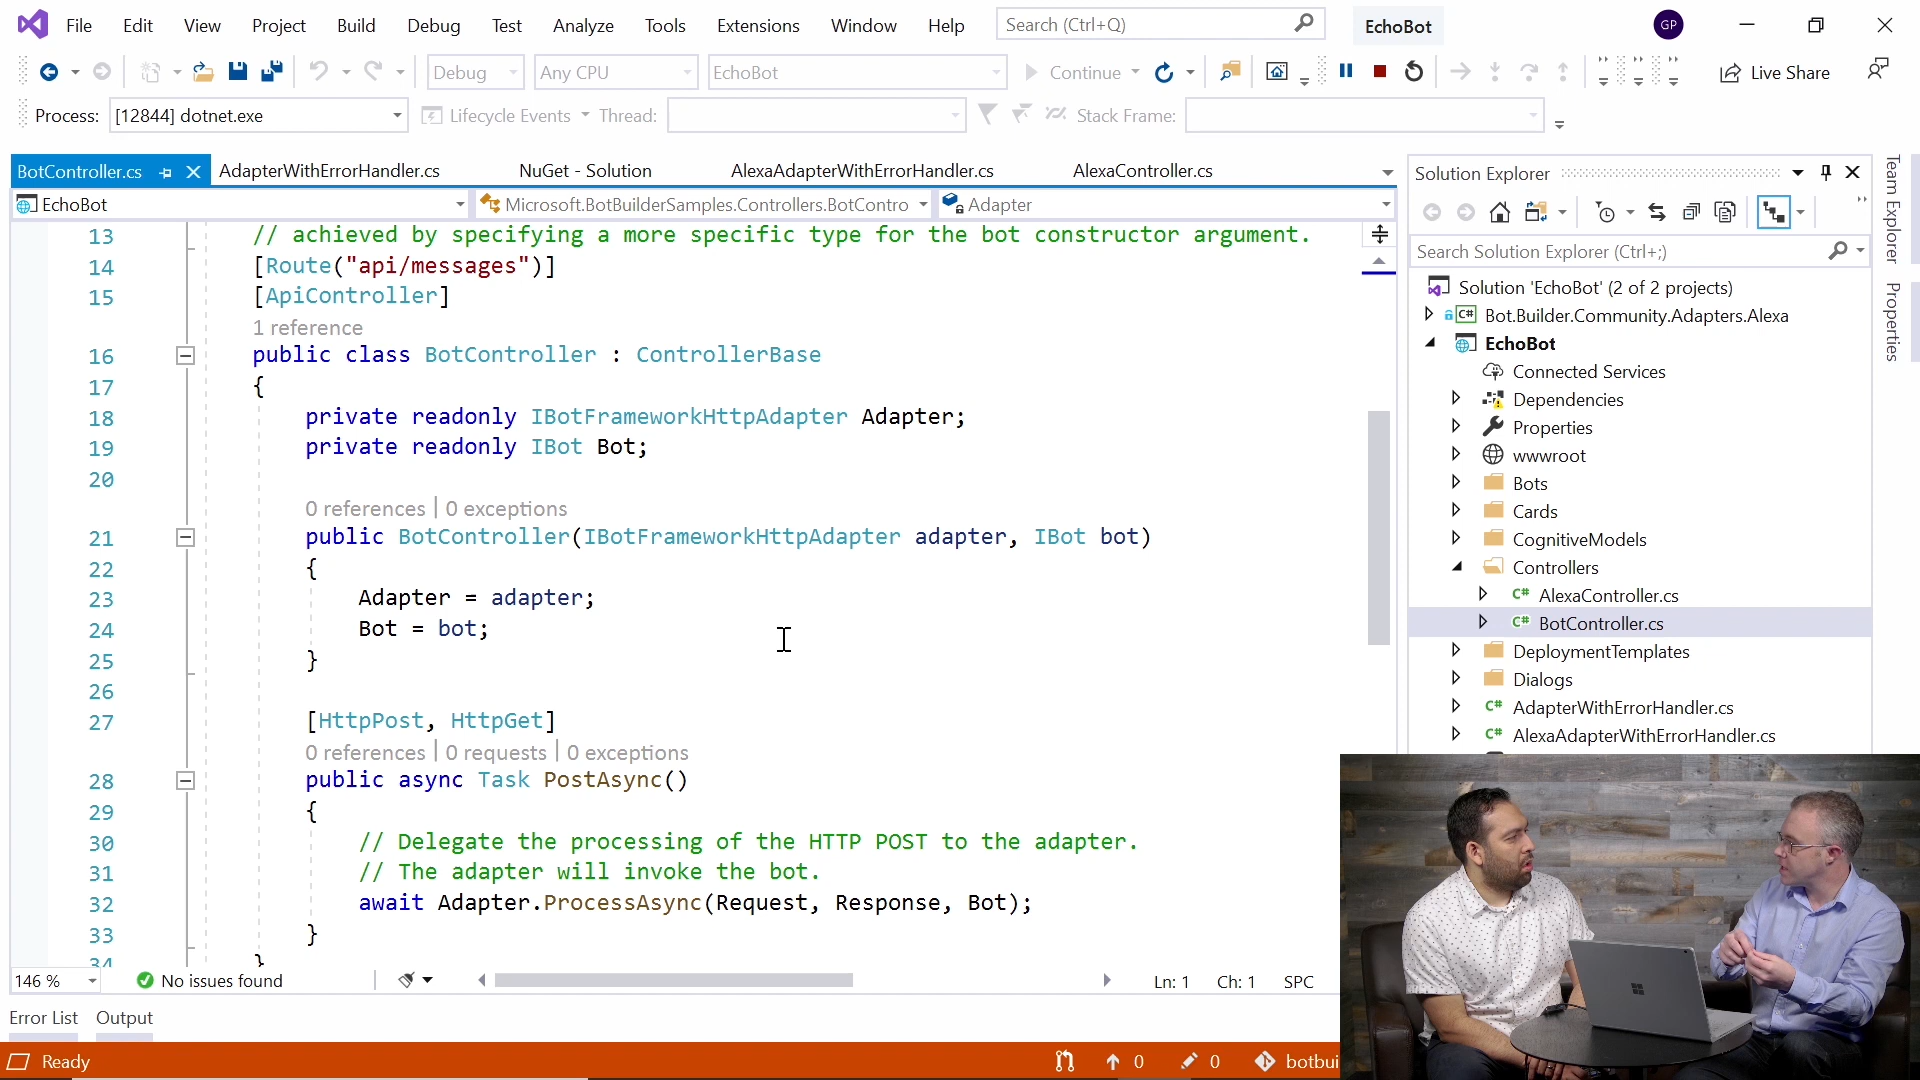 File Edit View Project Build Debug Test Analyze Tools Extensions Window Help Search (Ctrl+Q) EchoBot GP
Debug Any CPU EchoBot Continue Live Share
Process: [12844] dotnet.exe Lifecycle Events Thread: Stack Frame:
BotController.cs AdapterWithErrorHandler.cs NuGet - Solution AlexaAdapterWithErrorHandler.cs AlexaController.cs
EchoBot Microsoft.BotBuilderSamples.Controllers.BotContro Adapter
13 // achieved by specifying a more specific type for the bot constructor argument.
14 [Route("api/messages")]
15 [ApiController]
1 reference
16 public class BotController : ControllerBase
17 {
18 private readonly IBotFrameworkHttpAdapter Adapter;
19 private readonly IBot Bot;
20
0 references | 0 exceptions
21 public BotController(IBotFrameworkHttpAdapter adapter, IBot bot)
22 {
23 Adapter = adapter;
24 Bot = bot;
25 }
26
27 [HttpPost, HttpGet]
0 references | 0 requests | 0 exceptions
28 public async Task PostAsync()
29 {
30 // Delegate the processing of the HTTP POST to the adapter.
31 // The adapter will invoke the bot.
32 await Adapter.ProcessAsync(Request, Response, Bot);
33 }
34 }
146 % No issues found Ln: 1 Ch: 1 SPC
Error List Output
Ready 0 0 botbui
Solution Explorer
Search Solution Explorer (Ctrl+;)
Solution 'EchoBot' (2 of 2 projects)
C# Bot.Builder.Community.Adapters.Alexa
EchoBot
Connected Services
Dependencies
Properties
wwwroot
Bots
Cards
CognitiveModels
Controllers
C# AlexaController.cs
C# BotController.cs
DeploymentTemplates
Dialogs
C# AdapterWithErrorHandler.cs
C# AlexaAdapterWithErrorHandler.cs
Team Explorer
Properties